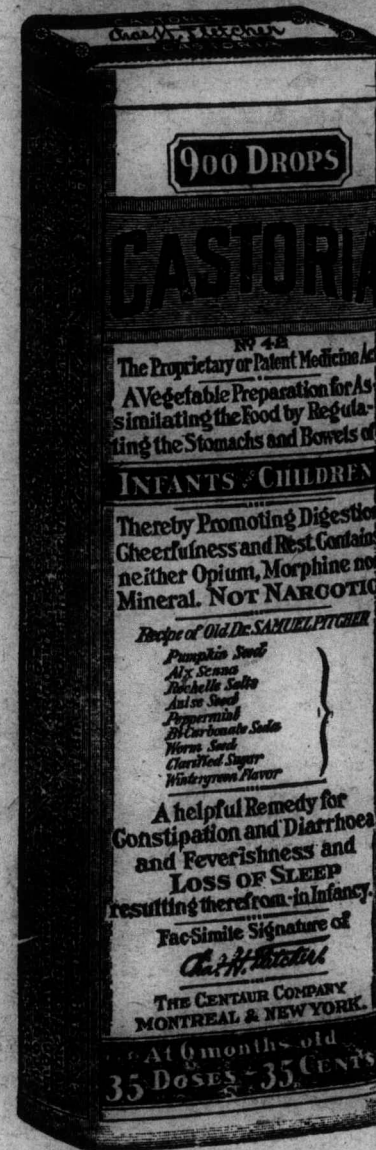 Chas. H. Fletcher
900 DROPS
CASTORIA
No 42
The Proprietary or Patent Medicine Act
A Vegetable Preparation for As-
similating the Food by Regula-
ting the Stomachs and Bowels of
INFANTS CHILDREN
Thereby Promoting Digestion
Cheerfulness and Rest. Contains
neither Opium, Morphine nor
Mineral. NOT NARCOTIC
Recipe of Old Dr. SAMUEL PITCHER
Pumpkin Seed
Alx Senna
Rochelle Salts
Anise Seed
Peppermint
Bi Carbonate Soda
Worm Seed
Clarified Sugar
Wintergreen Flavor
A helpful Remedy for
Constipation and Diarrhoea
and Feverishness and
LOSS OF SLEEP
resulting therefrom-in Infancy.
Fac-Simile Signature of
Chas. H. Fletcher
THE CENTAUR COMPANY
MONTREAL & NEW YORK.
At 6 months old
35 DOSES - 35 CENTS